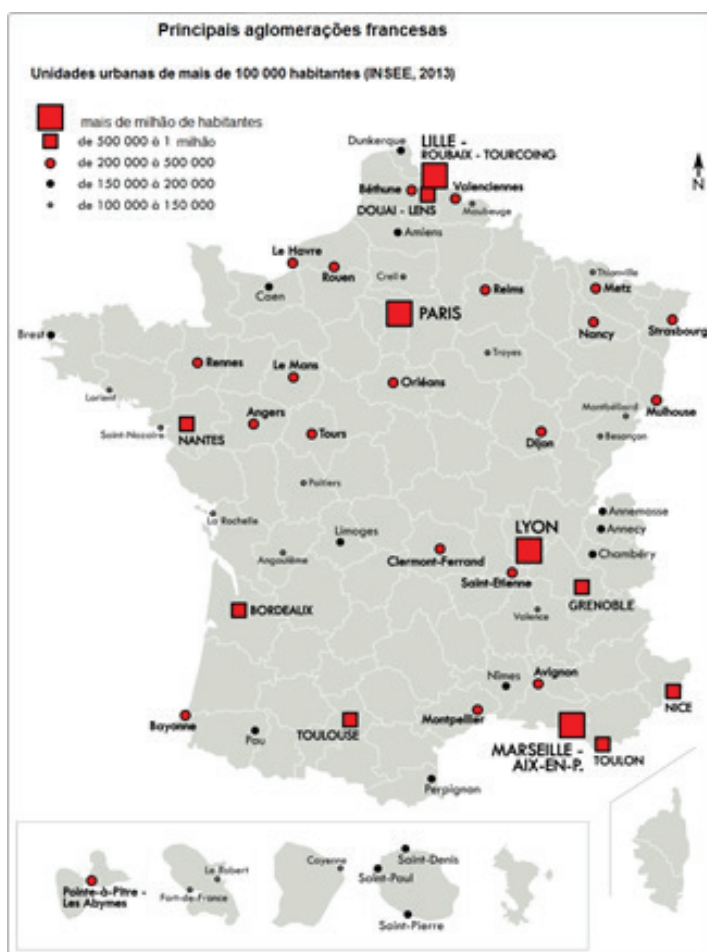 Principais aglomerações francesas
Unidades urbanas de mais de 100 000 habitantes (INSEE, 2013)
mais de milhão de habitantes
de 500 000 à 1 milhão
de 200 000 à 500 000
de 150 000 à 200 000
de 100 000 à 150 000
N
Dunkerque
LILLE -
ROUBAIX - TOURCOING
Béthune
Valenciennes
DOUAI - LENS
Maubeuge
Amiens
Le Havre
Rouen
Creil
Caen
Reims
Thionville
Metz
PARIS
Nancy
Strasbourg
Brest
Rennes
Troyes
Le Mans
Orléans
Lorient
Montbéliard
Mulhouse
Saint-Nazaire
NANTES
Angers
Tours
Dijon
Besançon
Poitiers
La Rochelle
Limoges
Annemasse
Annecy
LYON
Chambéry
Angoulême
Clermont-Ferrand
Saint-Etienne
GRENOBLE
BORDEAUX
Valence
Nîmes
Avignon
NICE
Bayonne
Pau
TOULOUSE
Montpellier
MARSEILLE -
AIX-EN-P.
TOULON
Perpignan
Pointe-à-Pitre -
Les Abymes
Le Robert
Fort-de-France
Cayenne
Saint-Denis
Saint-Paul
Saint-Pierre